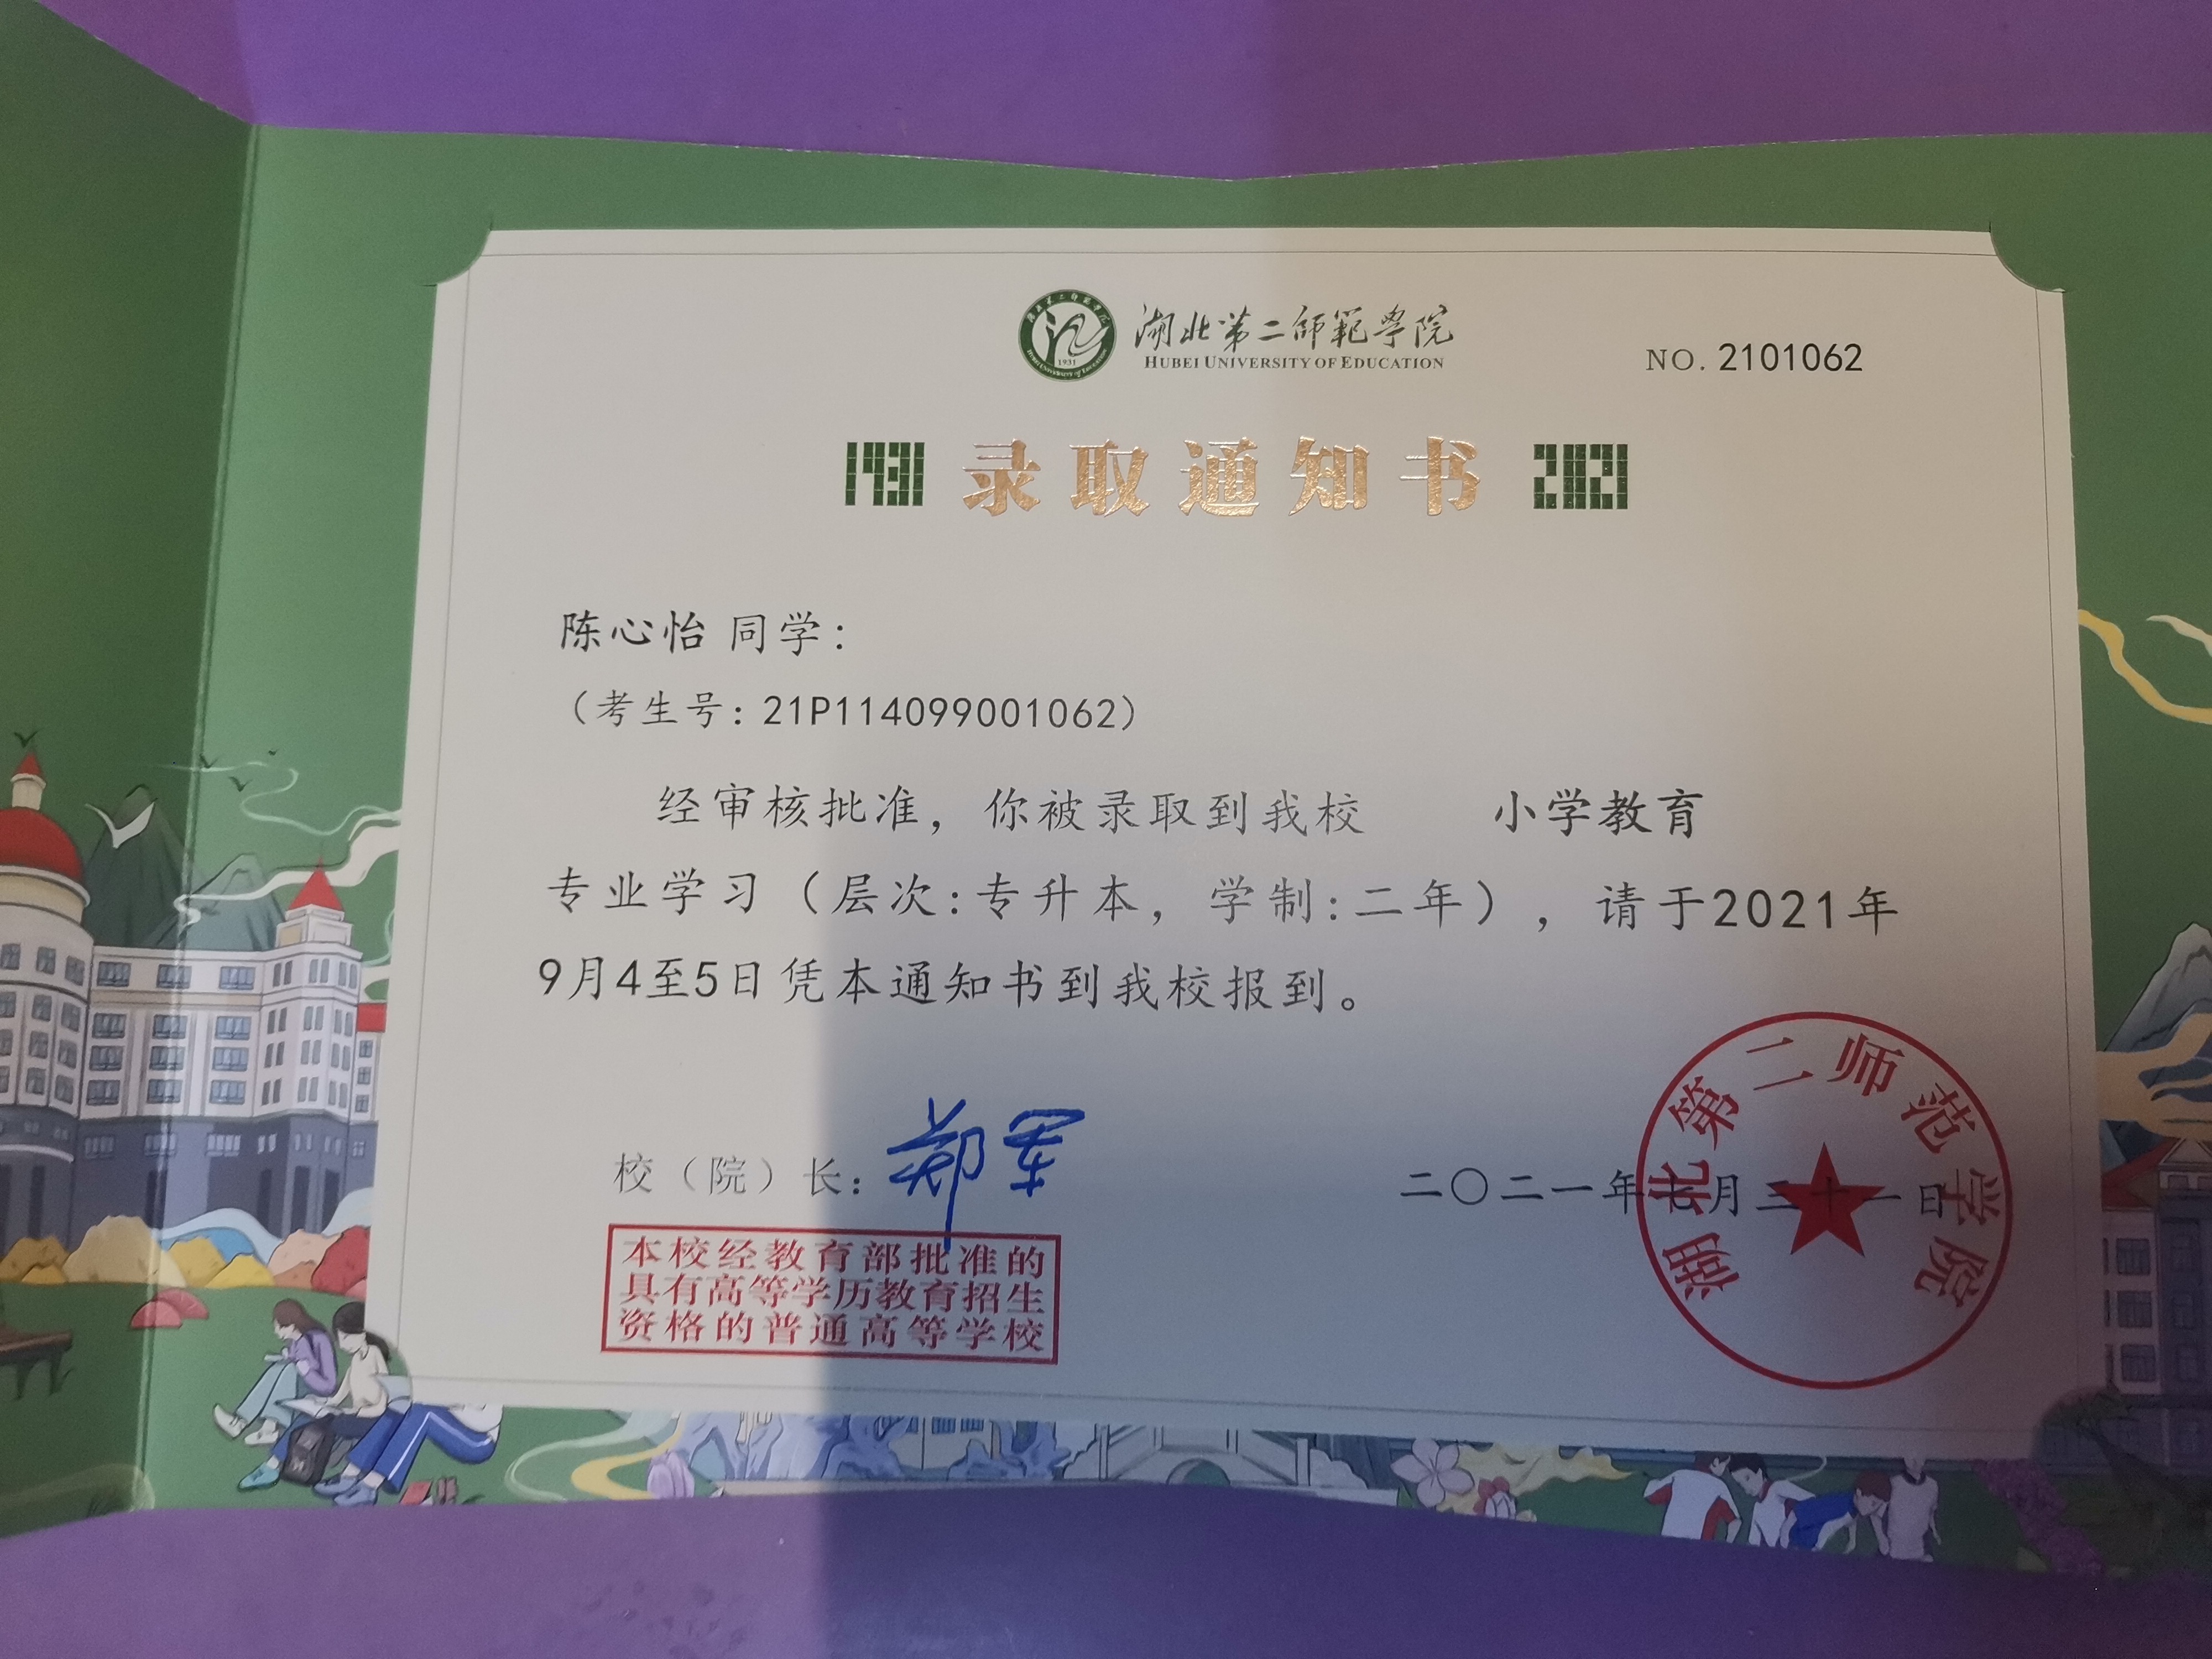 湖北第二師範學院
HUBEI UNIVERSITY OF EDUCATION
1931
NO. 2101062
1931 录取通知书 2021
陈心怡 同学：
（考生号：21P114099001062）
经审核批准，你被录取到我校 小学教育
专业学习（层次:专升本，学制:二年），请于2021年
9月4至5日凭本通知书到我校报到。
校（院）长：郑军
二〇二一年七月三十一日
湖北第二师范学院
本校经教育部批准的
具有高等学历教育招生
资格的普通高等学校